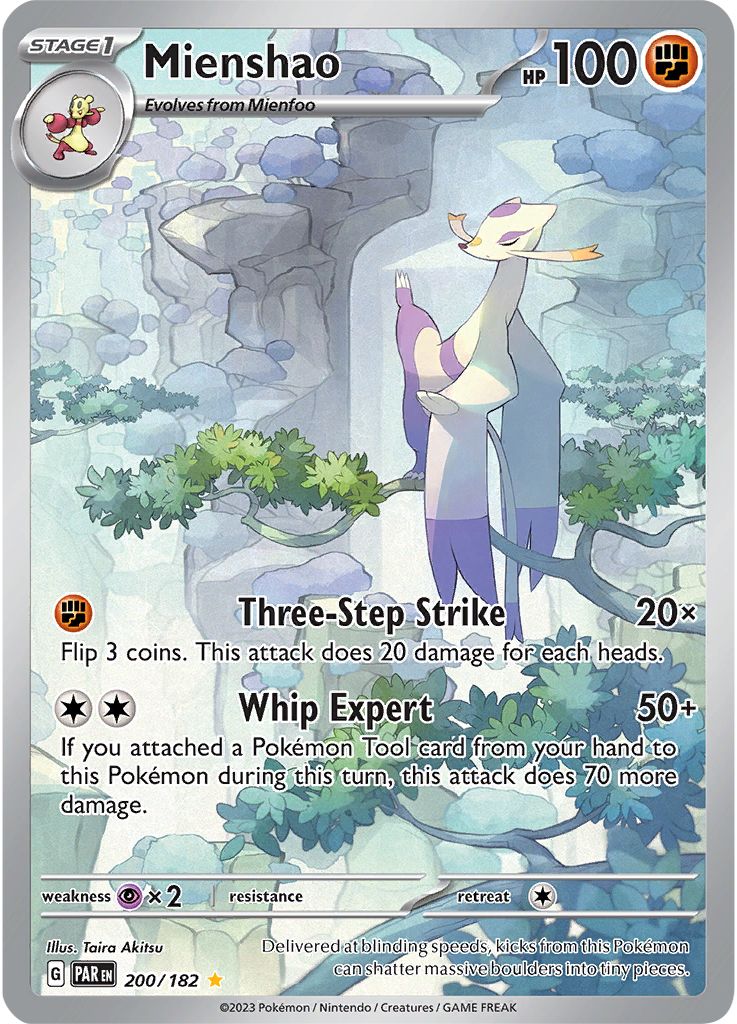 STAGE1
Mienshao
HP 100
Evolves from Mienfoo
Three-Step Strike 20×
Flip 3 coins. This attack does 20 damage for each heads.
Whip Expert 50+
If you attached a Pokémon Tool card from your hand to
this Pokémon during this turn, this attack does 70 more
damage.
weakness ×2 resistance retreat
Illus. Taira Akitsu
Delivered at blinding speeds, kicks from this Pokémon
can shatter massive boulders into tiny pieces.
G PAR EN 200/182
©2023 Pokémon / Nintendo / Creatures / GAME FREAK